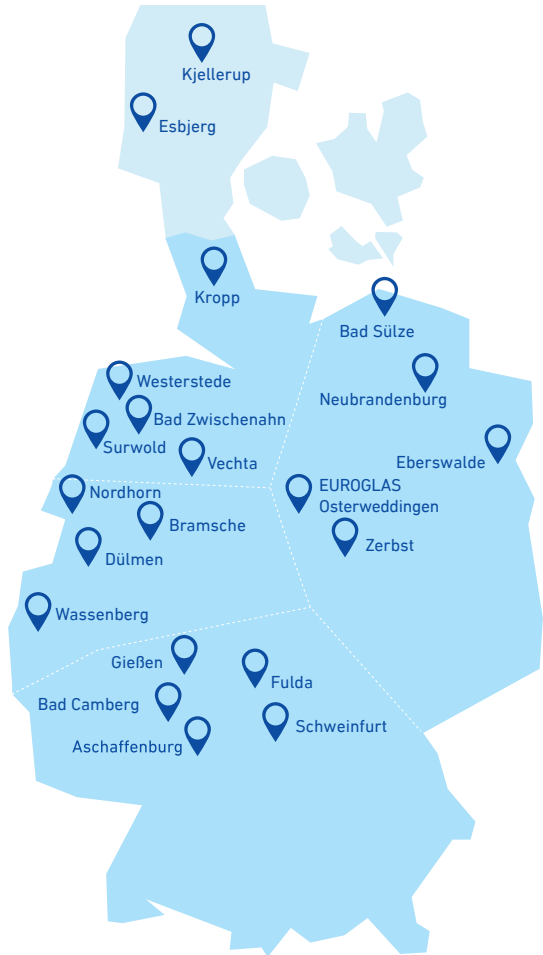 Kjellerup
Esbjerg
Kropp
Bad Sülze
Westerstede
Neubrandenburg
Bad Zwischenahn
Surwold
Vechta
Eberswalde
EUROGLAS
Osterweddingen
Nordhorn
Bramsche
Zerbst
Dülmen
Wassenberg
Gießen
Fulda
Bad Camberg
Schweinfurt
Aschaffenburg